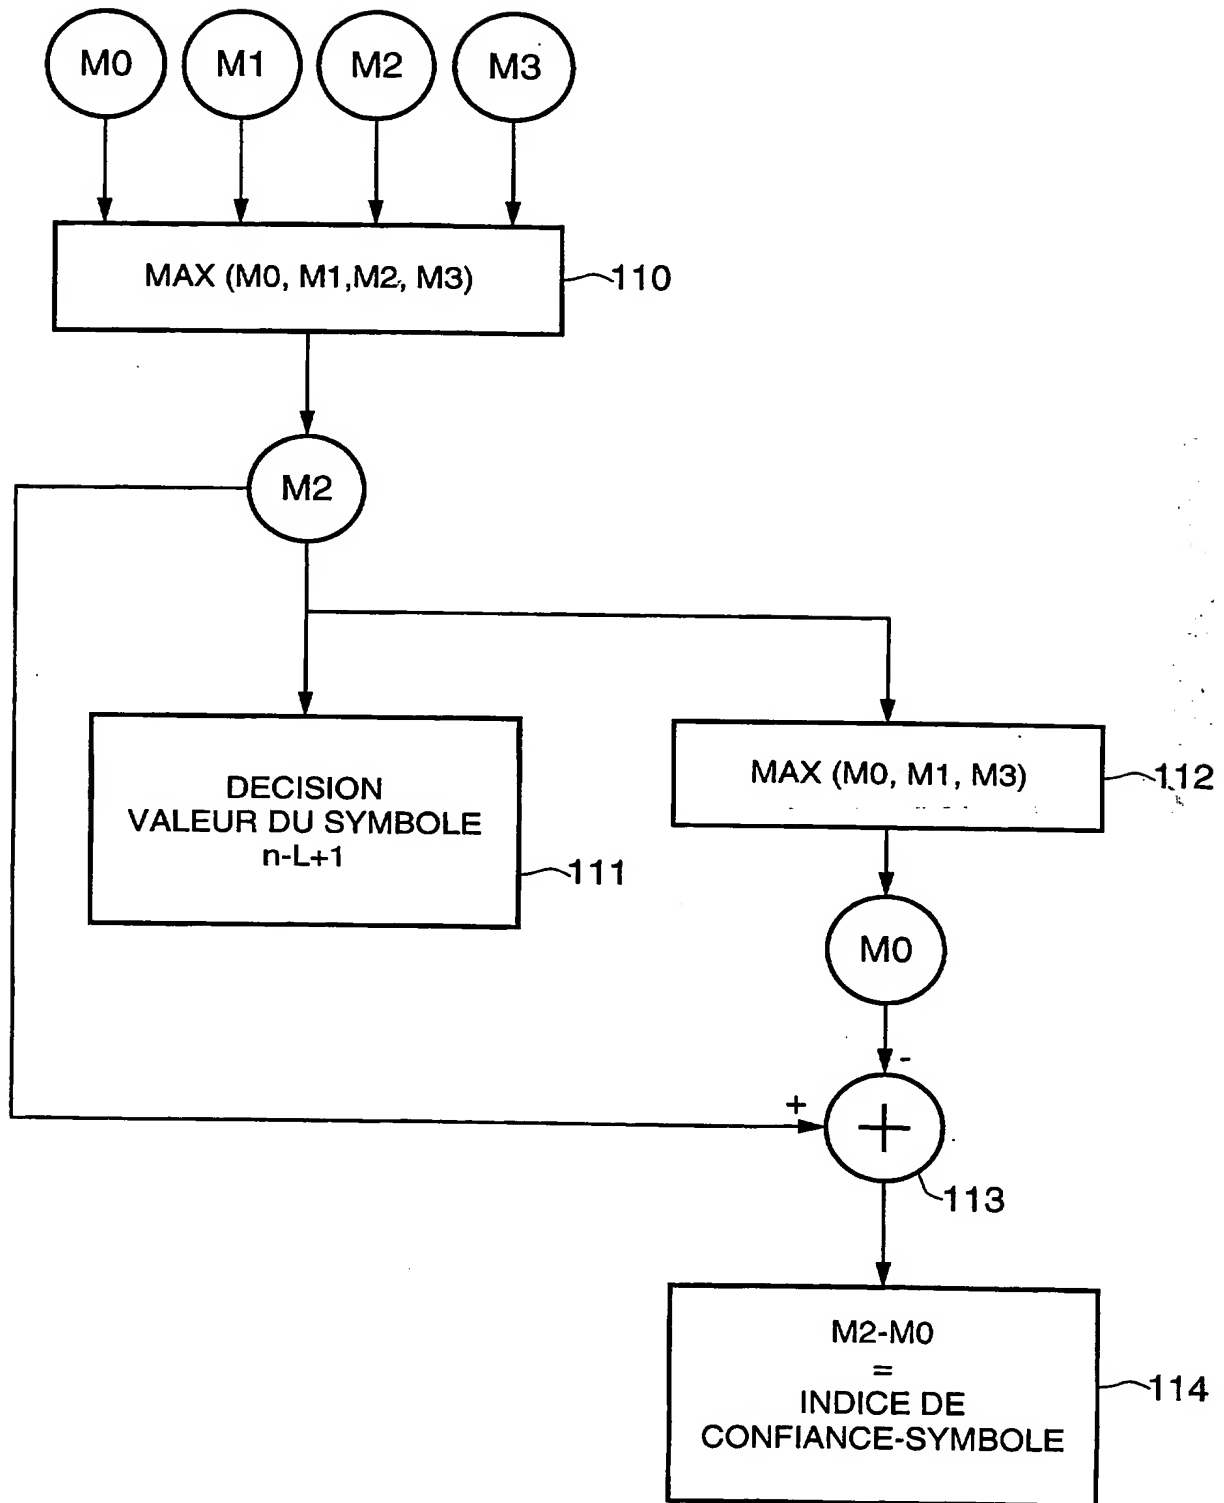 M0 M1 M2 M3
MAX (M0, M1,M2, M3)
110
M2
DECISION
VALEUR DU SYMBOLE
n-L+1
111
MAX (M0, M1, M3)
112
M0
-
+
+
113
M2-M0
=
INDICE DE
CONFIANCE-SYMBOLE
114